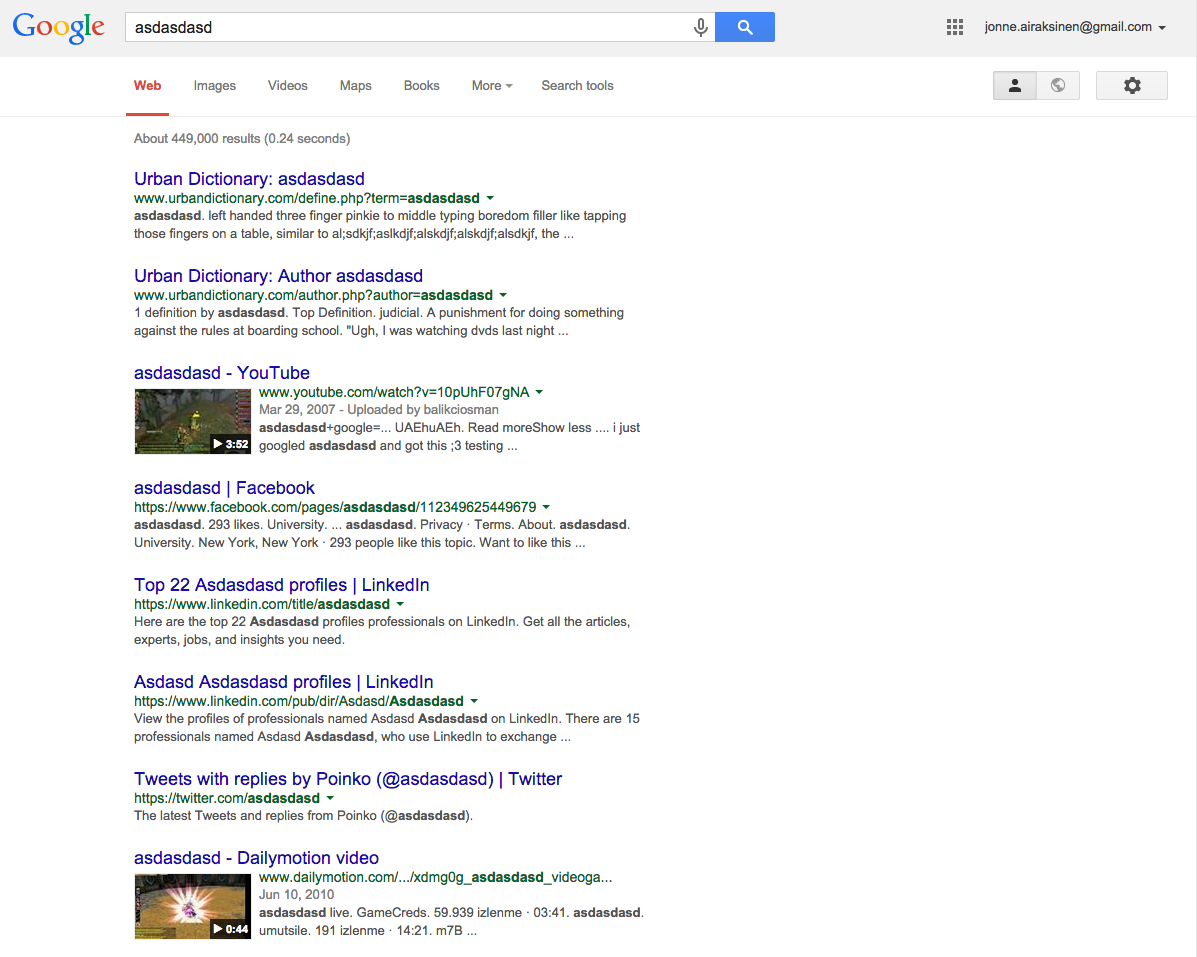 Google asdasdasd jonne.airaksinen@gmail.com
Web Images Videos Maps Books More Search tools
About 449,000 results (0.24 seconds)
Urban Dictionary: asdasdasd
www.urbandictionary.com/define.php?term=asdasdasd
asdasdasd. left handed three finger pinkie to middle typing boredom filler like tapping
those fingers on a table, similar to al;sdkjf;aslkdjf;alskdjf;alskdjf;alsdkjf, the ...
Urban Dictionary: Author asdasdasd
www.urbandictionary.com/author.php?author=asdasdasd
1 definition by asdasdasd. Top Definition. judicial. A punishment for doing something
against the rules at boarding school. "Ugh, I was watching dvds last night ...
asdasdasd - YouTube
www.youtube.com/watch?v=10pUhF07gNA
Mar 29, 2007 - Uploaded by balikciosman
asdasdasd+google=... UAEhuAEh. Read moreShow less .... i just
googled asdasdasd and got this ;3 testing ...
3:52
asdasdasd | Facebook
https://www.facebook.com/pages/asdasdasd/112349625449679
asdasdasd. 293 likes. University. ... asdasdasd. Privacy · Terms. About. asdasdasd.
University. New York, New York · 293 people like this topic. Want to like this ...
Top 22 Asdasdasd profiles | LinkedIn
https://www.linkedin.com/title/asdasdasd
Here are the top 22 Asdasdasd profiles professionals on LinkedIn. Get all the articles,
experts, jobs, and insights you need.
Asdasd Asdasdasd profiles | LinkedIn
https://www.linkedin.com/pub/dir/Asdasd/Asdasdasd
View the profiles of professionals named Asdasd Asdasdasd on LinkedIn. There are 15
professionals named Asdasd Asdasdasd, who use LinkedIn to exchange ...
Tweets with replies by Poinko (@asdasdasd) | Twitter
https://twitter.com/asdasdasd
The latest Tweets and replies from Poinko (@asdasdasd).
asdasdasd - Dailymotion video
www.dailymotion.com/.../xdmg0g_asdasdasd_videoga...
Jun 10, 2010
asdasdasd live. GameCreds. 59.939 izlenme · 03:41. asdasdasd.
umutsile. 191 izlenme · 14:21. m7B ...
0:44